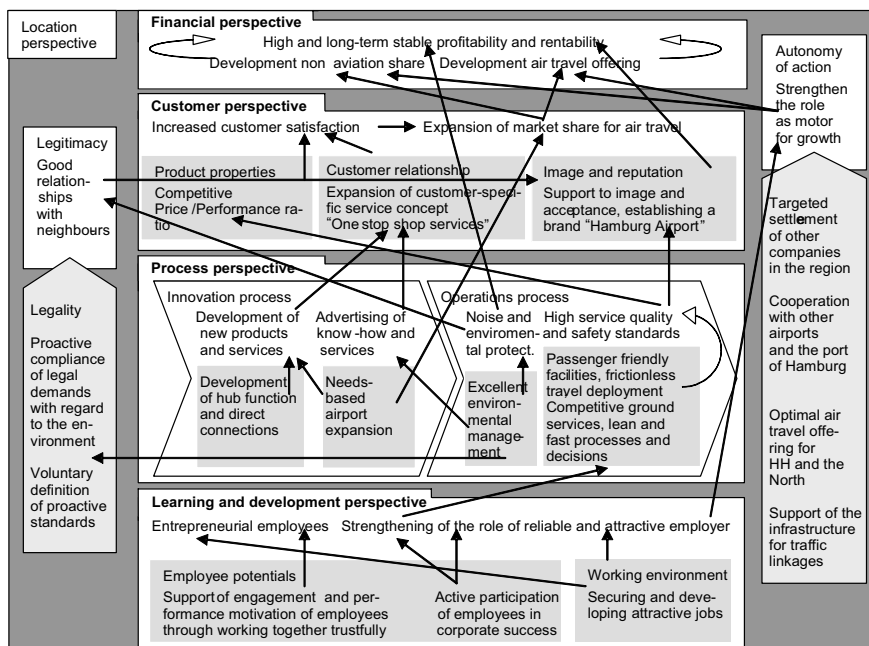 Location
perspective
Legitimacy
Good
relation-
ships
with
neighbours
Legality
Proactive
compliance
of legal
demands
with regard
to the en-
vironment
Voluntary
definition
of proactive
standards
Financial perspective
High and long-term stable profitability and rentability
Development non aviation share Development air travel offering
Customer perspective
Increased customer satisfaction
Expansion of market share for air travel
Product properties
Competitive
Price /Performance ra-
tio
Customer relationship
Expansion of customer-speci-
fic service concept
“One stop shop services”
Image and reputation
Support to image and
acceptance, establishing a
brand “Hamburg Airport”
Process perspective
Innovation process
Development of
new products
and services
Advertising of
know -how and
services
Development
of hub function
and direct
connections
Needs-
based
airport
expansion
Operations process
Noise and
enviromen-
tal protect.
High service quality
and safety standards
Excellent
environ-
mental
manage-
ment
Passenger friendly
facilities, frictionless
travel deployment
Competitive ground
services, lean and
fast processes and
decisions
Learning and development perspective
Entrepreneurial employees
Strengthening of the role of reliable and attractive employer
Employee potentials
Support of engagement and per-
formance motivation of employees
through working together trustfully
Active participation
of employees in
corporate success
Working environment
Securing and deve-
loping attractive jobs
Autonomy
of action
Strengthen
the role
as motor
for growth
Targeted
settlement
of other
companies
in the region
Cooperation
with other
airports
and the port
of Hamburg
Optimal air
travel offe-
ring for
HH and the
North
Support of the
infrastructure
for traffic
linkages